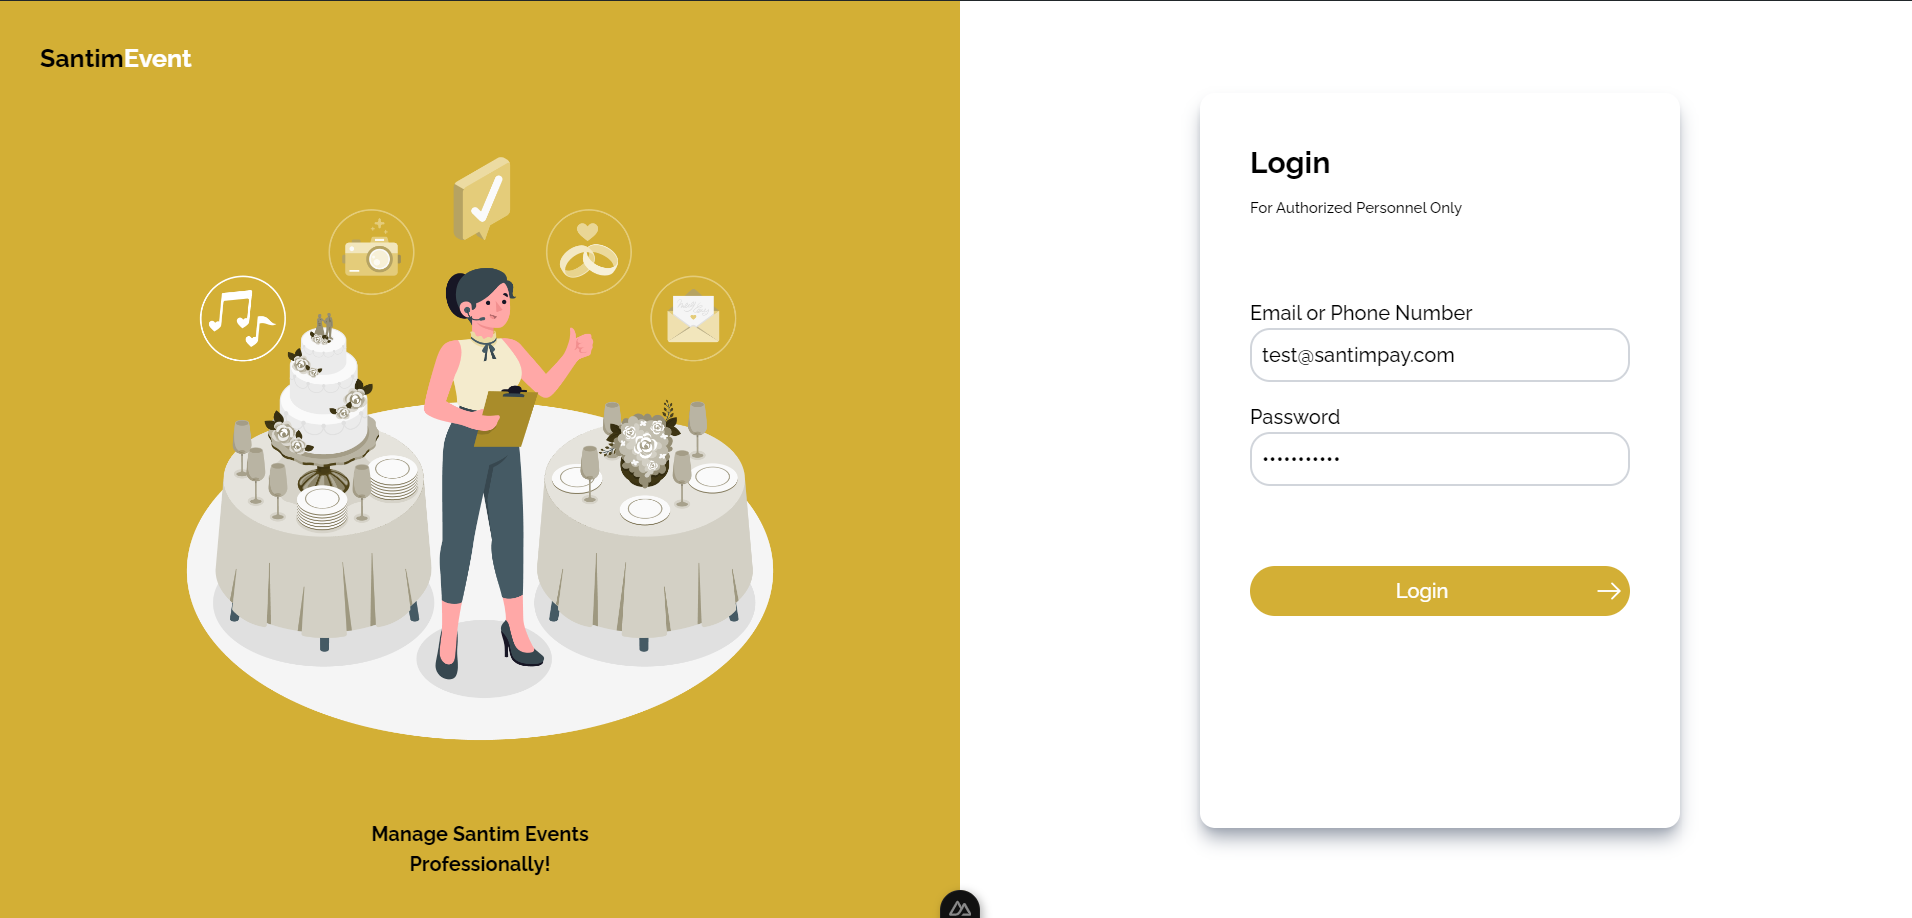 SantimEvent
Manage Santim Events
Professionally!
Login
For Authorized Personnel Only
Email or Phone Number
test@santimpay.com
Password
•••••••••••
Login